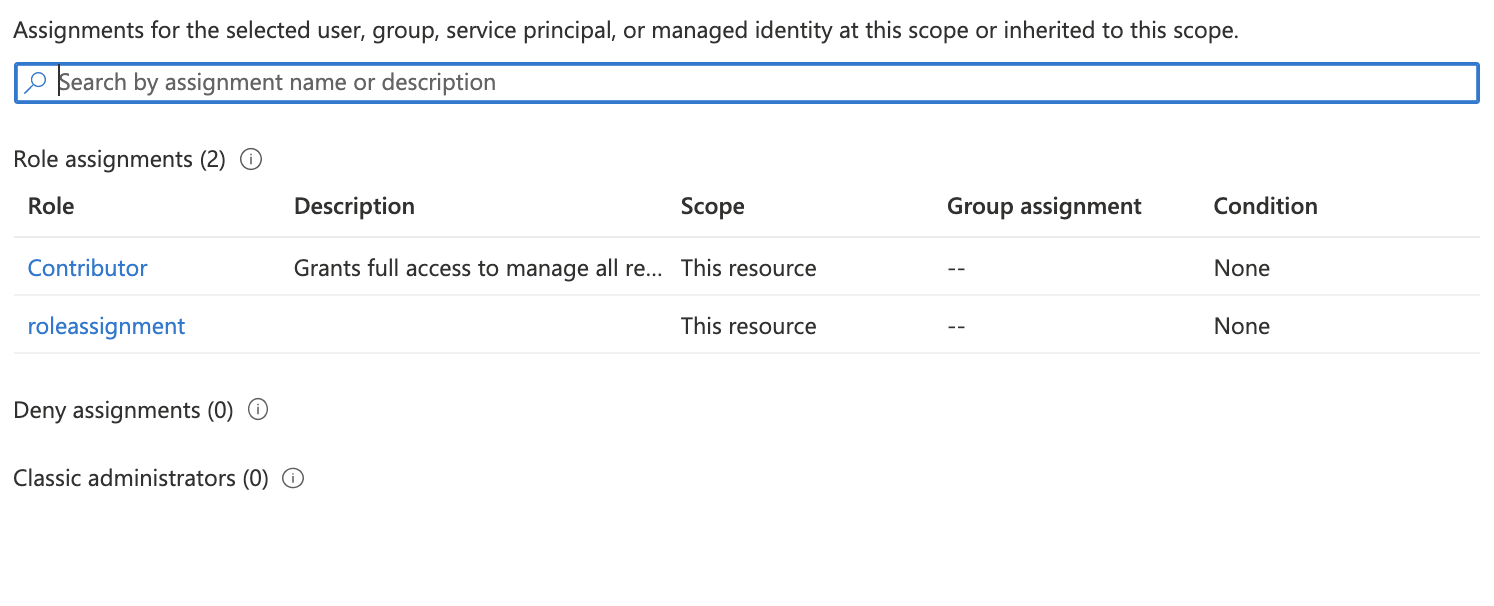 Assignments for the selected user, group, service principal, or managed identity at this scope or inherited to this scope.
Search by assignment name or description
Role assignments (2)
Role Description Scope Group assignment Condition
Contributor Grants full access to manage all re... This resource -- None
roleassignment This resource -- None
Deny assignments (0)
Classic administrators (0)